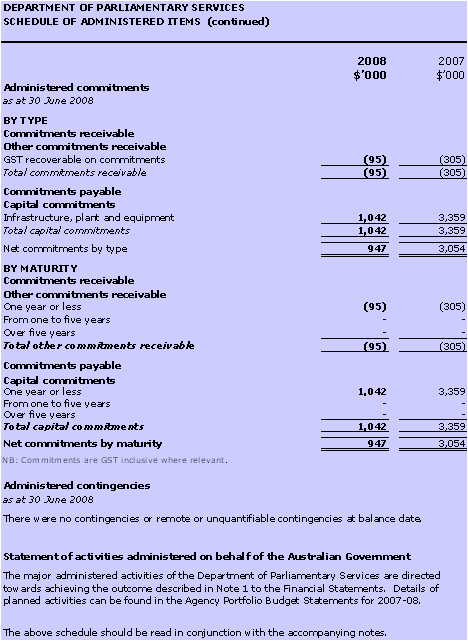 DEPARTMENT OF PARLIAMENTARY SERVICES
SCHEDULE OF ADMINISTERED ITEMS (continued)
2008 2007
$'000 $'000
Administered commitments
as at 30 June 2008
BY TYPE
Commitments receivable
Other commitments receivable
GST recoverable on commitments (95) (305)
Total commitments receivable (95) (305)
Commitments payable
Capital commitments
Infrastructure, plant and equipment 1,042 3,359
Total capital commitments 1,042 3,359
Net commitments by type 947 3,054
BY MATURITY
Commitments receivable
Other commitments receivable
One year or less (95) (305)
From one to five years - -
Over five years - -
Total other commitments receivable (95) (305)
Commitments payable
Capital commitments
One year or less 1,042 3,359
From one to five years - -
Over five years - -
Total capital commitments 1,042 3,359
Net commitments by maturity 947 3,054
NB: Commitments are GST inclusive where relevant.
Administered contingencies
as at 30 June 2008
There were no contingencies or remote or unquantifiable contingencies at balance date.
Statement of activities administered on behalf of the Australian Government
The major administered activities of the Department of Parliamentary Services are directed
towards achieving the outcome described in Note 1 to the Financial Statements. Details of
planned activities can be found in the Agency Portfolio Budget Statements for 2007-08.
The above schedule should be read in conjunction with the accompanying notes.